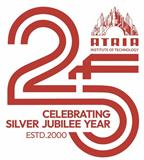 25
ATRIA
INSTITUTE OF TECHNOLOGY
CELEBRATING
SILVER JUBILEE YEAR
ESTD.2000